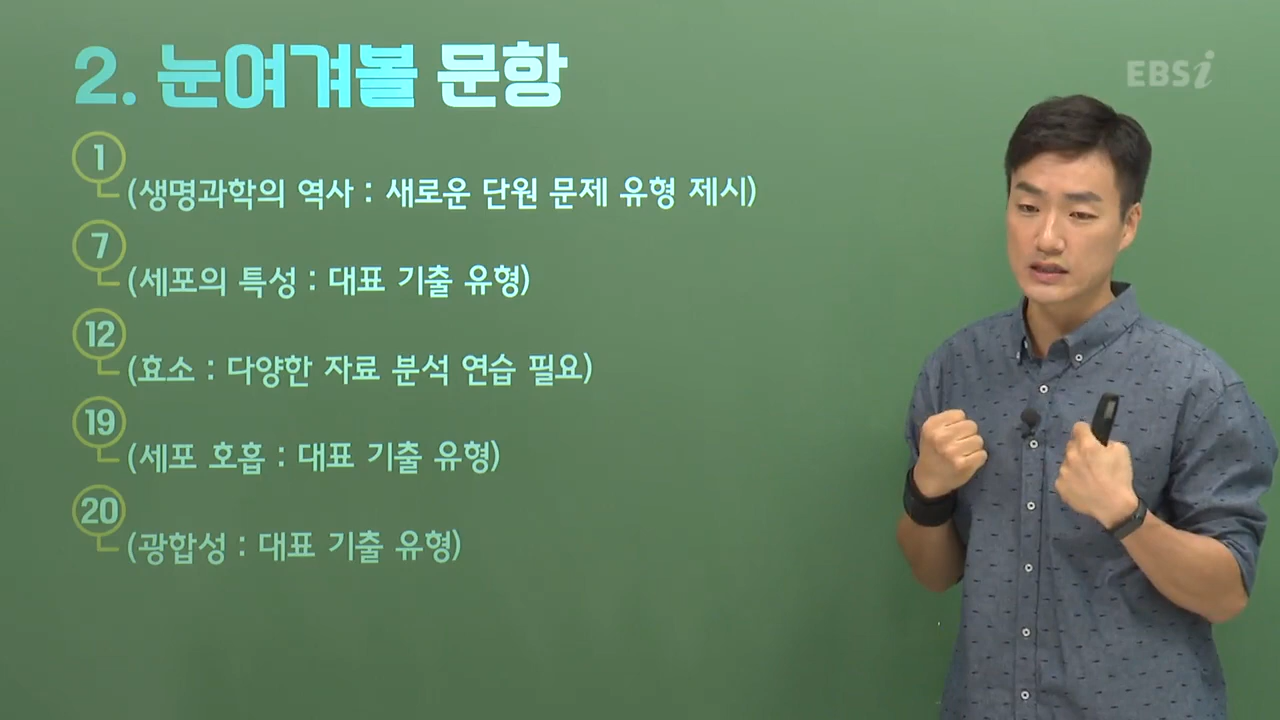 2. 눈여겨볼 문항
EBSi
1
(생명과학의 역사 : 새로운 단원 문제 유형 제시)
7
(세포의 특성 : 대표 기출 유형)
12
(효소 : 다양한 자료 분석 연습 필요)
19
(세포 호흡 : 대표 기출 유형)
20
(광합성 : 대표 기출 유형)